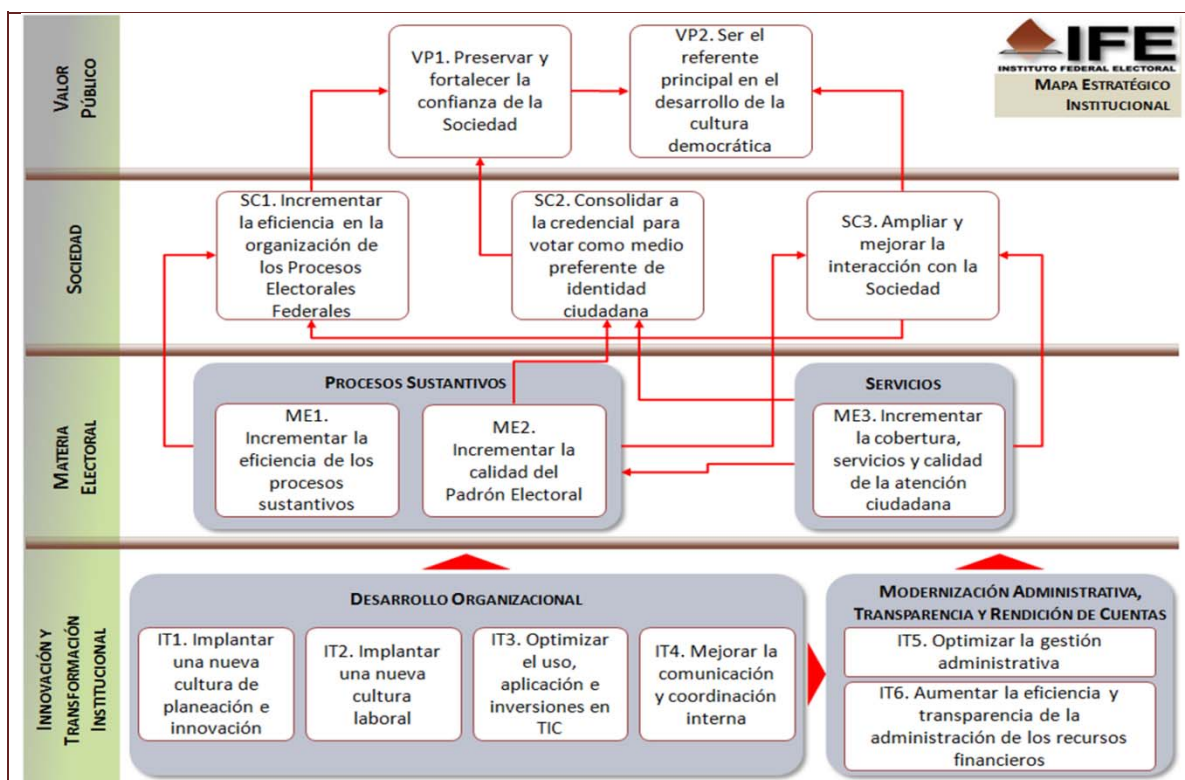 IFE
INSTITUTO FEDERAL ELECTORAL
MAPA ESTRATÉGICO
INSTITUCIONAL
VALOR
PÚBLICO
VP1. Preservar y
fortalecer la
confianza de la
Sociedad
VP2. Ser el
referente
principal en el
desarrollo de la
cultura
democrática
SOCIEDAD
SC1. Incrementar
la eficiencia en la
organización de
los Procesos
Electorales
Federales
SC2. Consolidar a
la credencial para
votar como medio
preferente de
identidad
ciudadana
SC3. Ampliar y
mejorar la
interacción con la
Sociedad
MATERIA
ELECTORAL
PROCESOS SUSTANTIVOS
ME1.
Incrementar la
eficiencia de los
procesos
sustantivos
ME2.
Incrementar la
calidad del
Padrón Electoral
SERVICIOS
ME3. Incrementar
la cobertura,
servicios y calidad
de la atención
ciudadana
INNOVACIÓN Y
TRANSFORMACIÓN
INSTITUCIONAL
DESARROLLO ORGANIZACIONAL
IT1. Implantar
una nueva
cultura de
planeación e
innovación
IT2. Implantar
una nueva
cultura
laboral
IT3. Optimizar
el uso,
aplicación e
inversiones en
TIC
IT4. Mejorar la
comunicación
y coordinación
interna
MODERNIZACIÓN ADMINISTRATIVA,
TRANSPARENCIA Y RENDICIÓN DE CUENTAS
IT5. Optimizar la gestión
administrativa
IT6. Aumentar la eficiencia y
transparencia de la
administración de los recursos
financieros